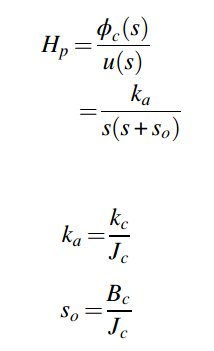 H_p = ϕ_c(s) / u(s)
= k_a / s(s + s_o)
k_a = k_c / J_c
s_o = B_c / J_c